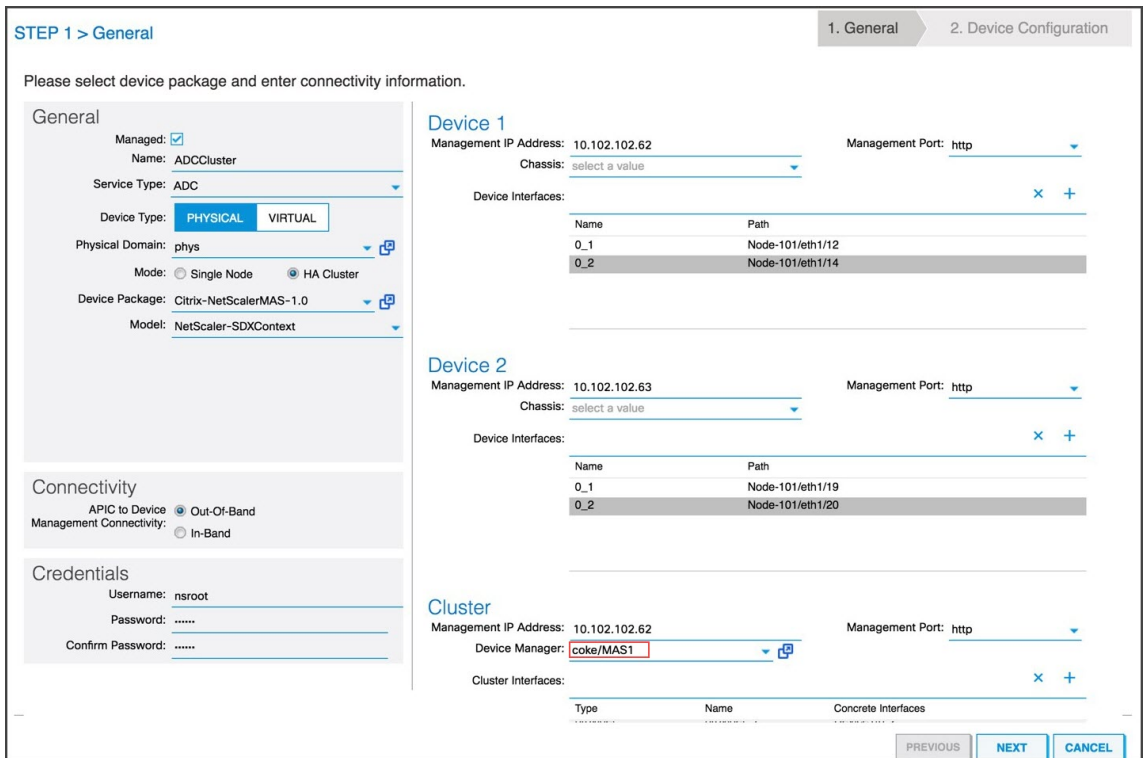 STEP 1 > General
1. General
2. Device Configuration
Please select device package and enter connectivity information.
General
Managed:
Name: ADCCluster
Service Type: ADC
Device Type: PHYSICAL VIRTUAL
Physical Domain: phys
Mode: Single Node HA Cluster
Device Package: Citrix-NetScalerMAS-1.0
Model: NetScaler-SDXContext
Connectivity
APIC to Device Management Connectivity: Out-Of-Band
In-Band
Credentials
Username: nsroot
Password: ......
Confirm Password: ......
Device 1
Management IP Address: 10.102.102.62 Management Port: http
Chassis: select a value
Device Interfaces:
Name Path
0_1 Node-101/eth1/12
0_2 Node-101/eth1/14
Device 2
Management IP Address: 10.102.102.63 Management Port: http
Chassis: select a value
Device Interfaces:
Name Path
0_1 Node-101/eth1/19
0_2 Node-101/eth1/20
Cluster
Management IP Address: 10.102.102.62 Management Port: http
Device Manager: coke/MAS1
Cluster Interfaces:
Type Name Concrete Interfaces
PREVIOUS NEXT CANCEL